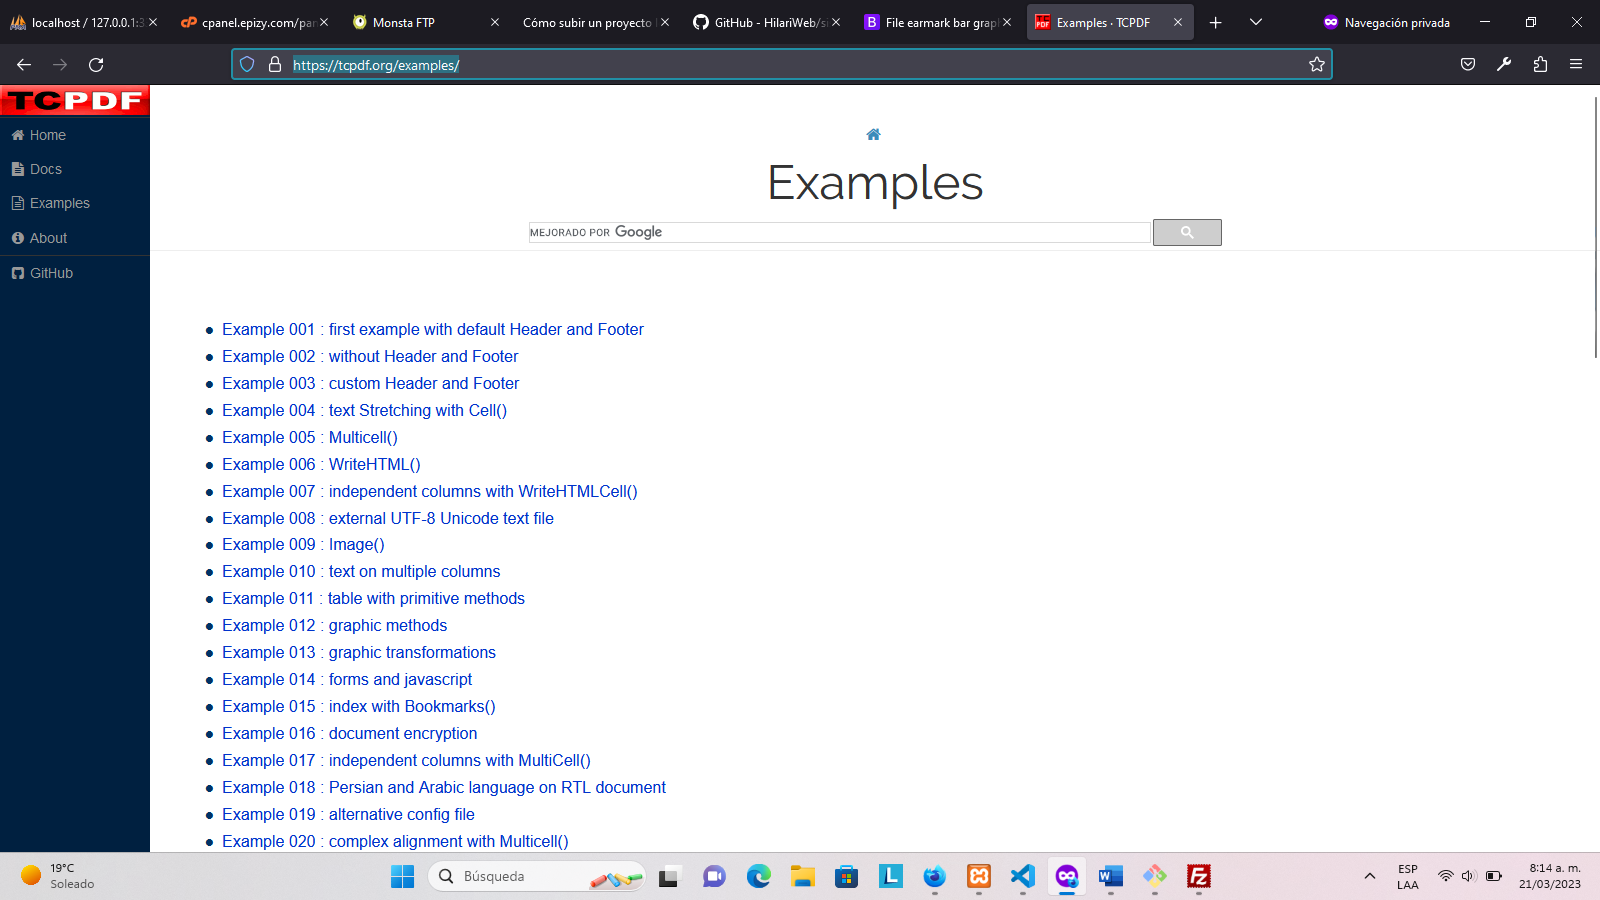 localhost / 127.0.0.1:3
cpanel.epizy.com/pan
Monsta FTP
Cómo subir un proyecto
GitHub - HilariWeb/si
File earmark bar grap
Examples · TCPDF
Navegación privada
https://tcpdf.org/examples/
TCPDF
Home
Docs
Examples
About
GitHub
Examples
MEJORADO POR Google
Example 001 : first example with default Header and Footer
Example 002 : without Header and Footer
Example 003 : custom Header and Footer
Example 004 : text Stretching with Cell()
Example 005 : Multicell()
Example 006 : WriteHTML()
Example 007 : independent columns with WriteHTMLCell()
Example 008 : external UTF-8 Unicode text file
Example 009 : Image()
Example 010 : text on multiple columns
Example 011 : table with primitive methods
Example 012 : graphic methods
Example 013 : graphic transformations
Example 014 : forms and javascript
Example 015 : index with Bookmarks()
Example 016 : document encryption
Example 017 : independent columns with MultiCell()
Example 018 : Persian and Arabic language on RTL document
Example 019 : alternative config file
Example 020 : complex alignment with Multicell()
19°C
Soleado
Búsqueda
ESP
LAA
8:14 a. m.
21/03/2023